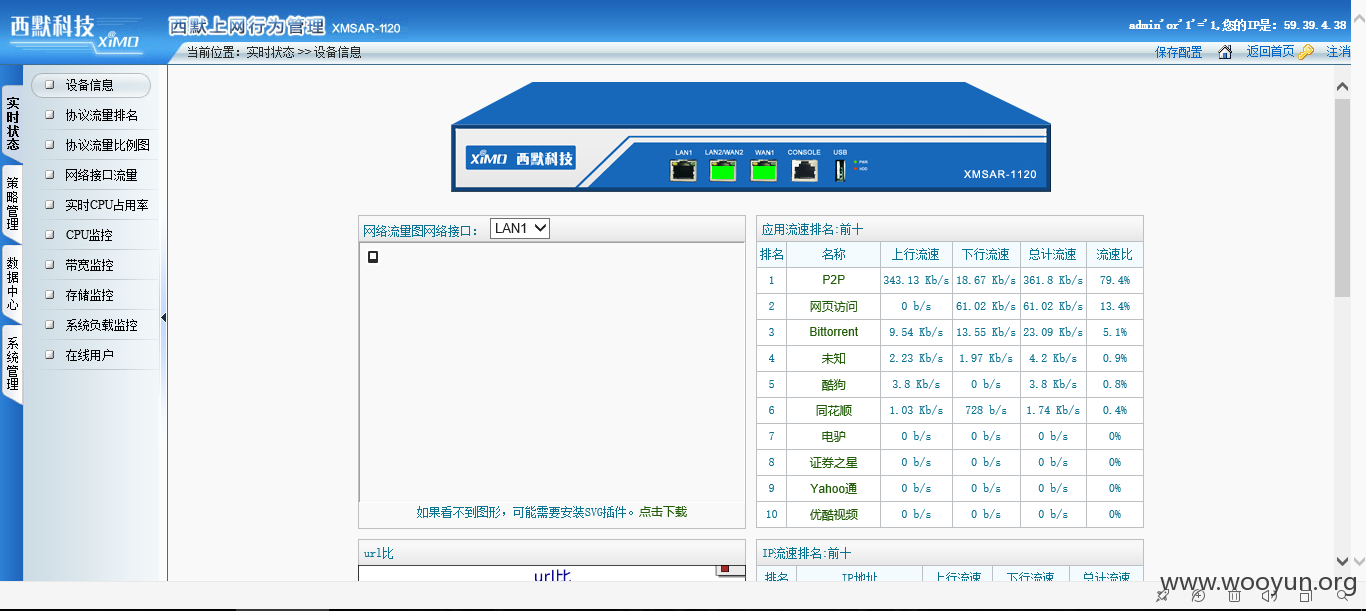 西默科技 XiMO 西默上网行为管理 XMSAR-1120
admin'or'1'='1,您的IP是: 59.39.4.38
当前位置: 实时状态 >> 设备信息
保存配置 返回首页 注消
实时状态
策略管理
数据中心
系统管理
设备信息
协议流量排名
协议流量比例图
网络接口流量
实时CPU占用率
CPU监控
带宽监控
存储监控
系统负载监控
在线用户
XiMO 西默科技
LAN1 LAN2/WAN2 WAN1 CONSOLE USB
PWR
HDD
XMSAR-1120
网络流量图网络接口: LAN1
如果看不到图形，可能需要安装SVG插件。点击下载
url比
url比
应用流速排名:前十
排名 名称 上行流速 下行流速 总计流速 流速比
1 P2P 343.13 Kb/s 18.67 Kb/s 361.8 Kb/s 79.4%
2 网页访问 0 b/s 61.02 Kb/s 61.02 Kb/s 13.4%
3 Bittorrent 9.54 Kb/s 13.55 Kb/s 23.09 Kb/s 5.1%
4 未知 2.23 Kb/s 1.97 Kb/s 4.2 Kb/s 0.9%
5 酷狗 3.8 Kb/s 0 b/s 3.8 Kb/s 0.8%
6 同花顺 1.03 Kb/s 728 b/s 1.74 Kb/s 0.4%
7 电驴 0 b/s 0 b/s 0 b/s 0%
8 证券之星 0 b/s 0 b/s 0 b/s 0%
9 Yahoo通 0 b/s 0 b/s 0 b/s 0%
10 优酷视频 0 b/s 0 b/s 0 b/s 0%
IP流速排名:前十
排名 IP地址 上行流速 下行流速 总计流速
www.wooyun.org